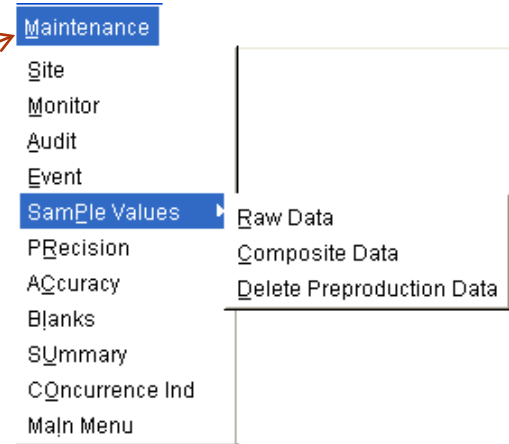 Maintenance
Site
Monitor
Audit
Event
SamPle Values
Raw Data
PRecision
Composite Data
ACcuracy
Delete Preproduction Data
Blanks
SUmmary
COncurrence Ind
MaIn Menu